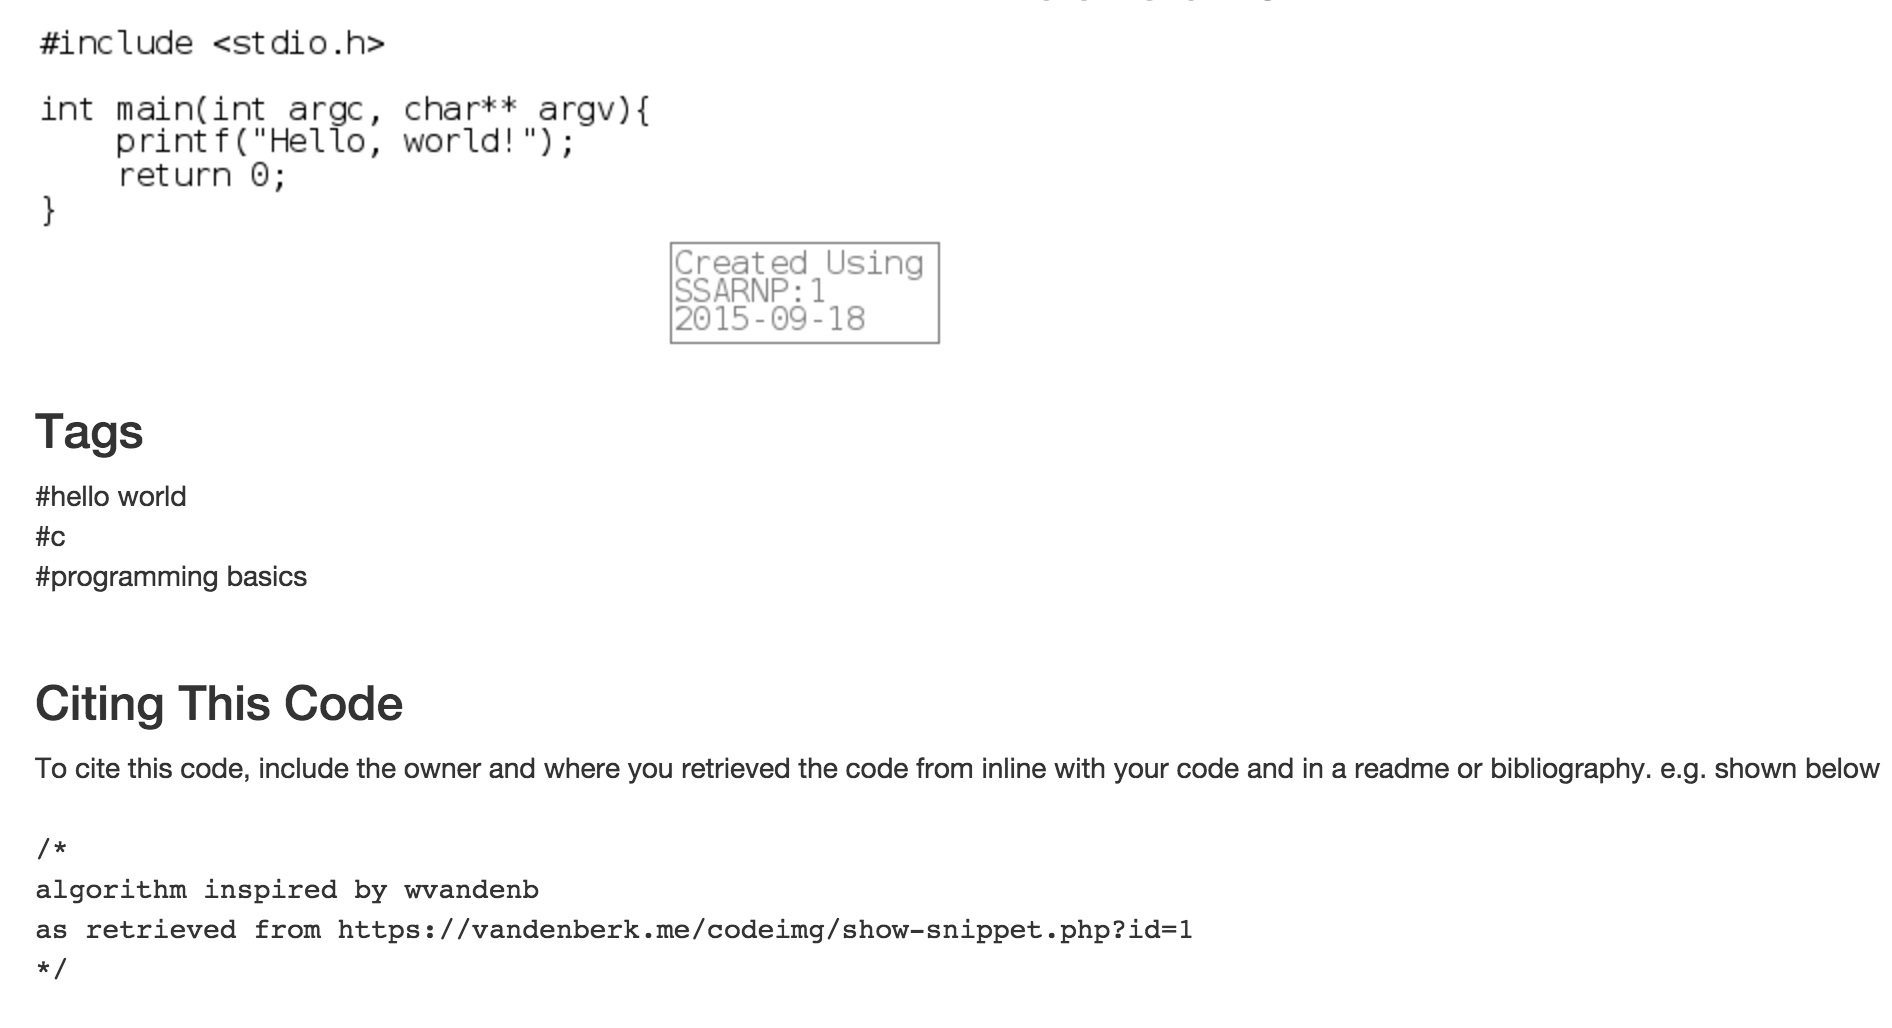 #include <stdio.h>
int main(int argc, char** argv){
    printf("Hello, world!");
    return 0;
}
Created Using
SSARNP:1
2015-09-18
Tags
#hello world
#c
#programming basics
Citing This Code
To cite this code, include the owner and where you retrieved the code from inline with your code and in a readme or bibliography. e.g. shown below
/*
algorithm inspired by wvandenb
as retrieved from https://vandenberk.me/codeimg/show-snippet.php?id=1
*/